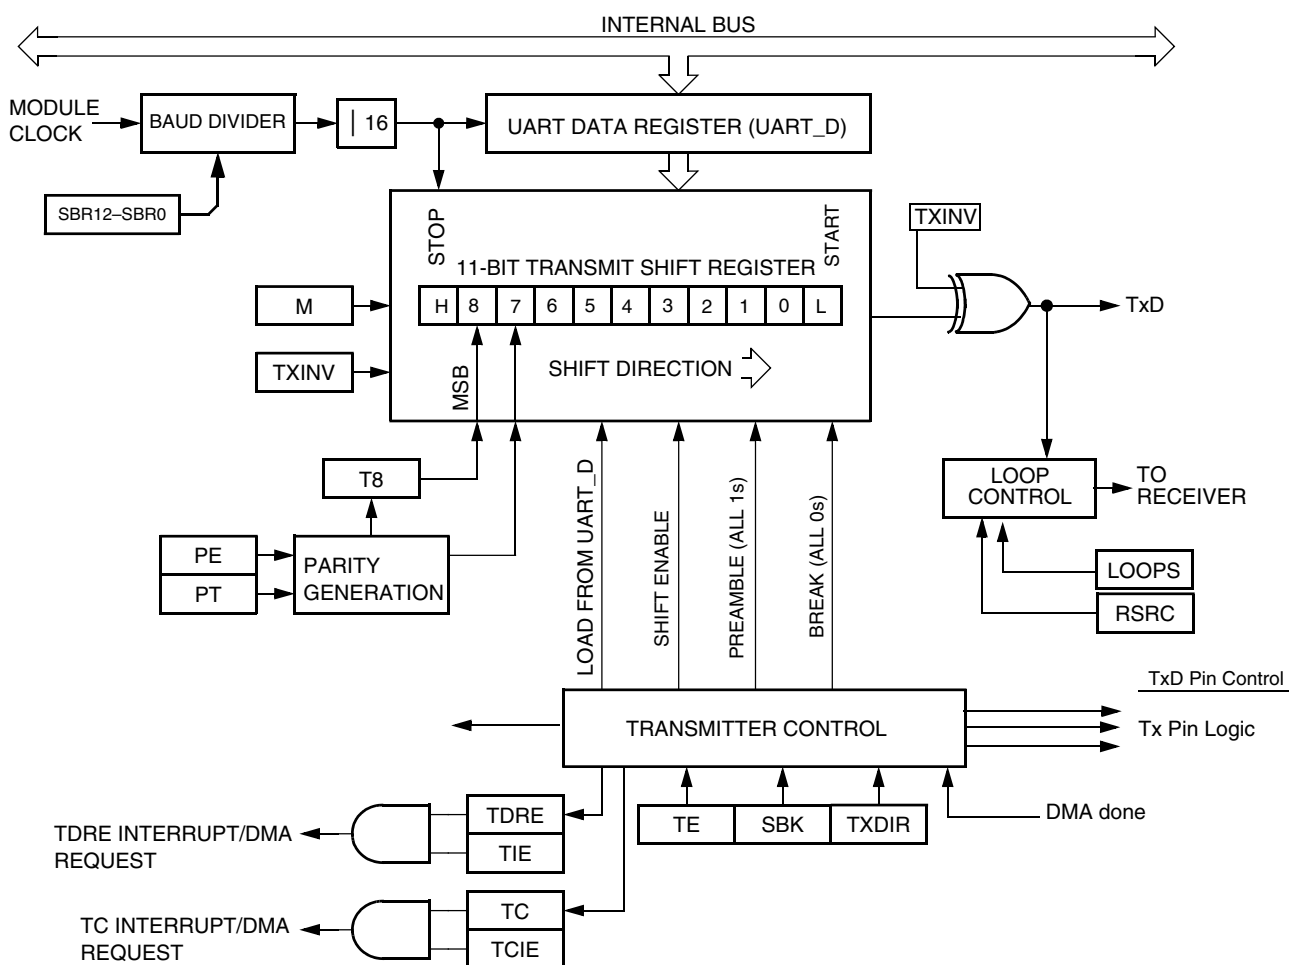 INTERNAL BUS
MODULE
CLOCK
BAUD DIVIDER
| 16
UART DATA REGISTER (UART_D)
SBR12–SBR0
STOP
START
TXINV
11-BIT TRANSMIT SHIFT REGISTER
M
H 8 7 6 5 4 3 2 1 0 L
TxD
TXINV
MSB
SHIFT DIRECTION
T8
LOOP
CONTROL
TO
RECEIVER
PE
PT
PARITY
GENERATION
LOAD FROM UART_D
SHIFT ENABLE
PREAMBLE (ALL 1s)
BREAK (ALL 0s)
LOOPS
RSRC
TxD Pin Control
TRANSMITTER CONTROL
Tx Pin Logic
TDRE
TIE
TE
SBK
TXDIR
DMA done
TDRE INTERRUPT/DMA
REQUEST
TC
TCIE
TC INTERRUPT/DMA
REQUEST